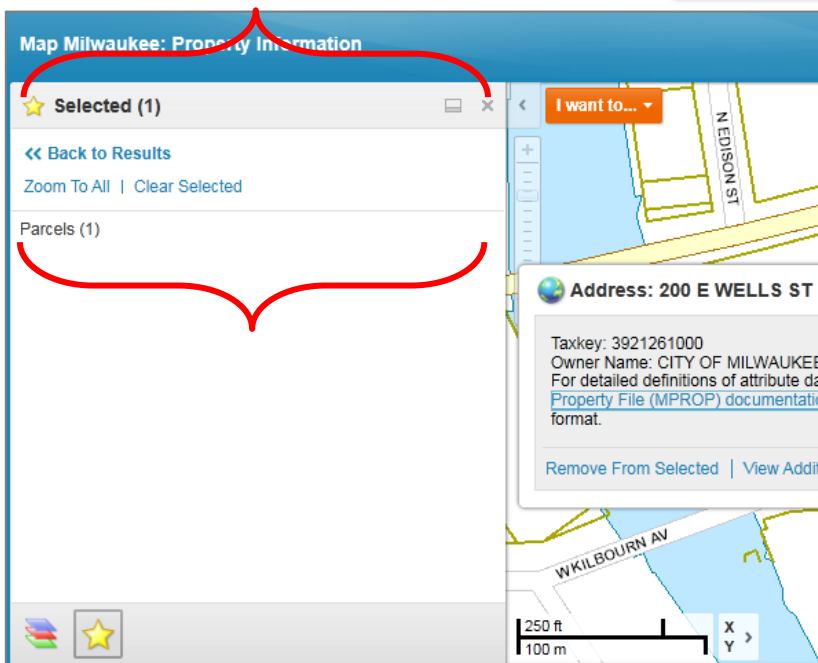 Map Milwaukee: Property Information
Selected (1)
<< Back to Results
Zoom To All | Clear Selected
Parcels (1)
I want to...
N EDISON ST
Address: 200 E WELLS ST
Taxkey: 3921261000
Owner Name: CITY OF MILWAUKEE
For detailed definitions of attribute da
Property File (MPROP) documentati
format.
Remove From Selected | View Addi
W KILBOURN AV
250 ft
100 m
X
Y